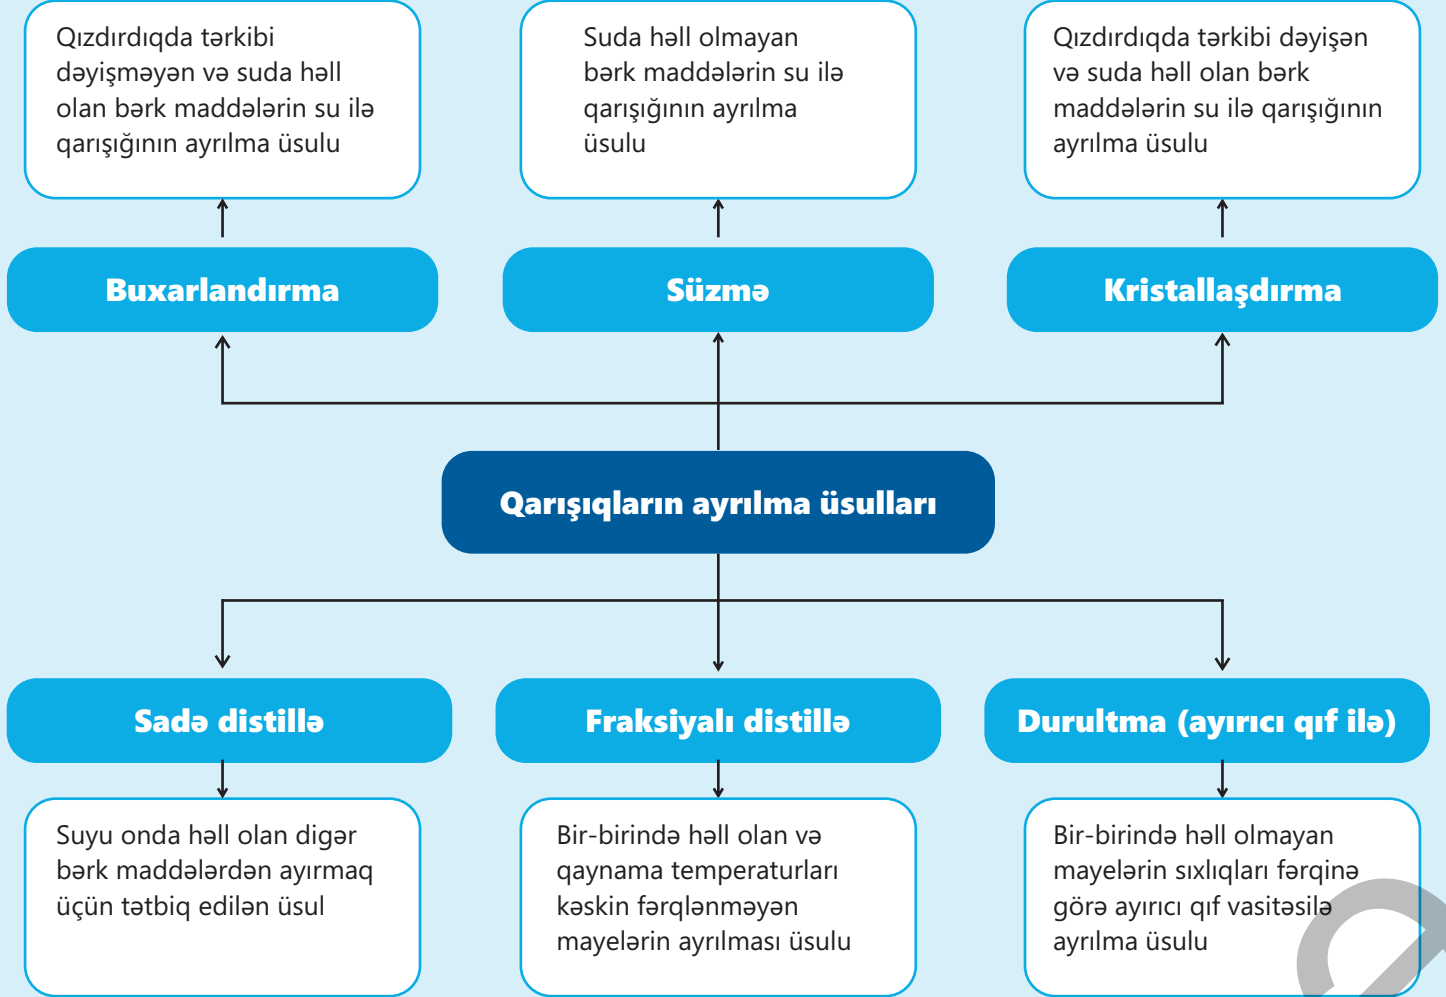 Qızdırdıqda tərkibi
dəyişməyən və suda həll
olan bərk maddələrin su ilə
qarışığının ayrılma üsulu
Suda həll olmayan
bərk maddələrin su ilə
qarışığının ayrılma
üsulu
Qızdırdıqda tərkibi dəyişən
və suda həll olan bərk
maddələrin su ilə qarışığının
ayrılma üsulu
Buxarlandırma
Süzmə
Kristallaşdırma
Qarışıqların ayrılma üsulları
Sadə distillə
Fraksiyalı distillə
Durultma (ayırıcı qıf ilə)
Suyu onda həll olan digər
bərk maddələrdən ayırmaq
üçün tətbiq edilən üsul
Bir-birində həll olan və
qaynama temperaturları
kəskin fərqlənməyən
mayelərin ayrılması üsulu
Bir-birində həll olmayan
mayelərin sıxlıqları fərqinə
görə ayırıcı qıf vasitəsilə
ayrılma üsulu